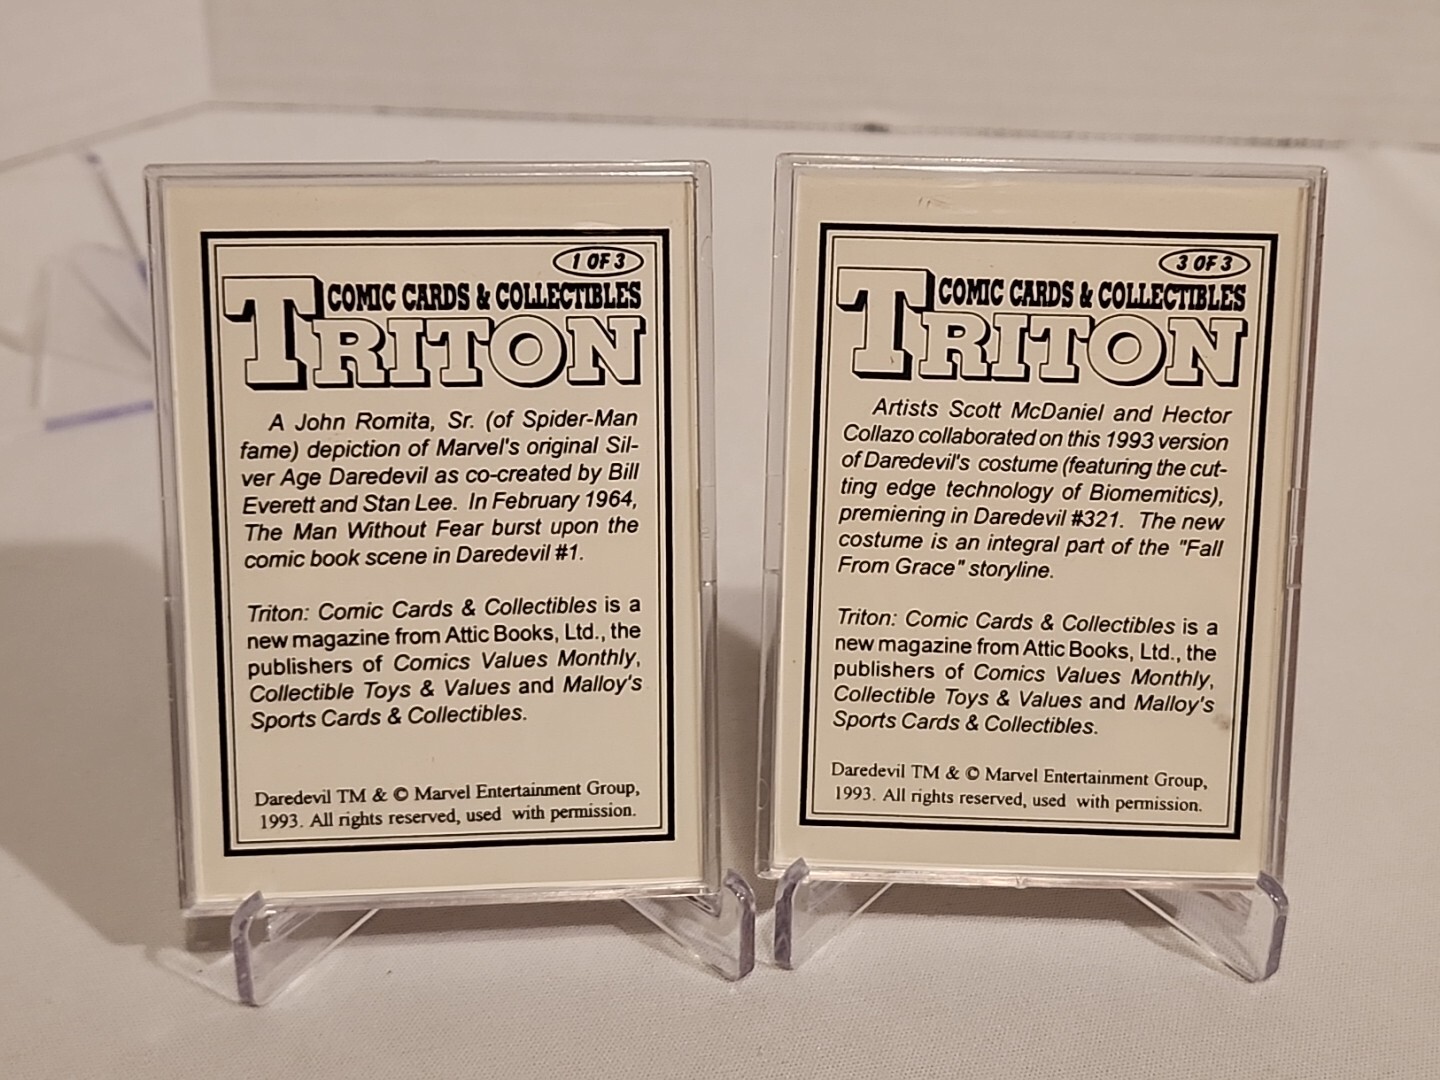 1 OF 3
COMIC CARDS & COLLECTIBLES
TRITON
A John Romita, Sr. (of Spider-Man
fame) depiction of Marvel's original Sil-
ver Age Daredevil as co-created by Bill
Everett and Stan Lee. In February 1964,
The Man Without Fear burst upon the
comic book scene in Daredevil #1.
Triton: Comic Cards & Collectibles is a
new magazine from Attic Books, Ltd., the
publishers of Comics Values Monthly,
Collectible Toys & Values and Malloy's
Sports Cards & Collectibles.
Daredevil TM & © Marvel Entertainment Group,
1993. All rights reserved, used with permission.
3 OF 3
COMIC CARDS & COLLECTIBLES
TRITON
Artists Scott McDaniel and Hector
Collazo collaborated on this 1993 version
of Daredevil's costume (featuring the cut-
ting edge technology of Biomemitics),
premiering in Daredevil #321. The new
costume is an integral part of the "Fall
From Grace" storyline.
Triton: Comic Cards & Collectibles is a
new magazine from Attic Books, Ltd., the
publishers of Comics Values Monthly,
Collectible Toys & Values and Malloy's
Sports Cards & Collectibles.
Daredevil TM & © Marvel Entertainment Group,
1993. All rights reserved, used with permission.